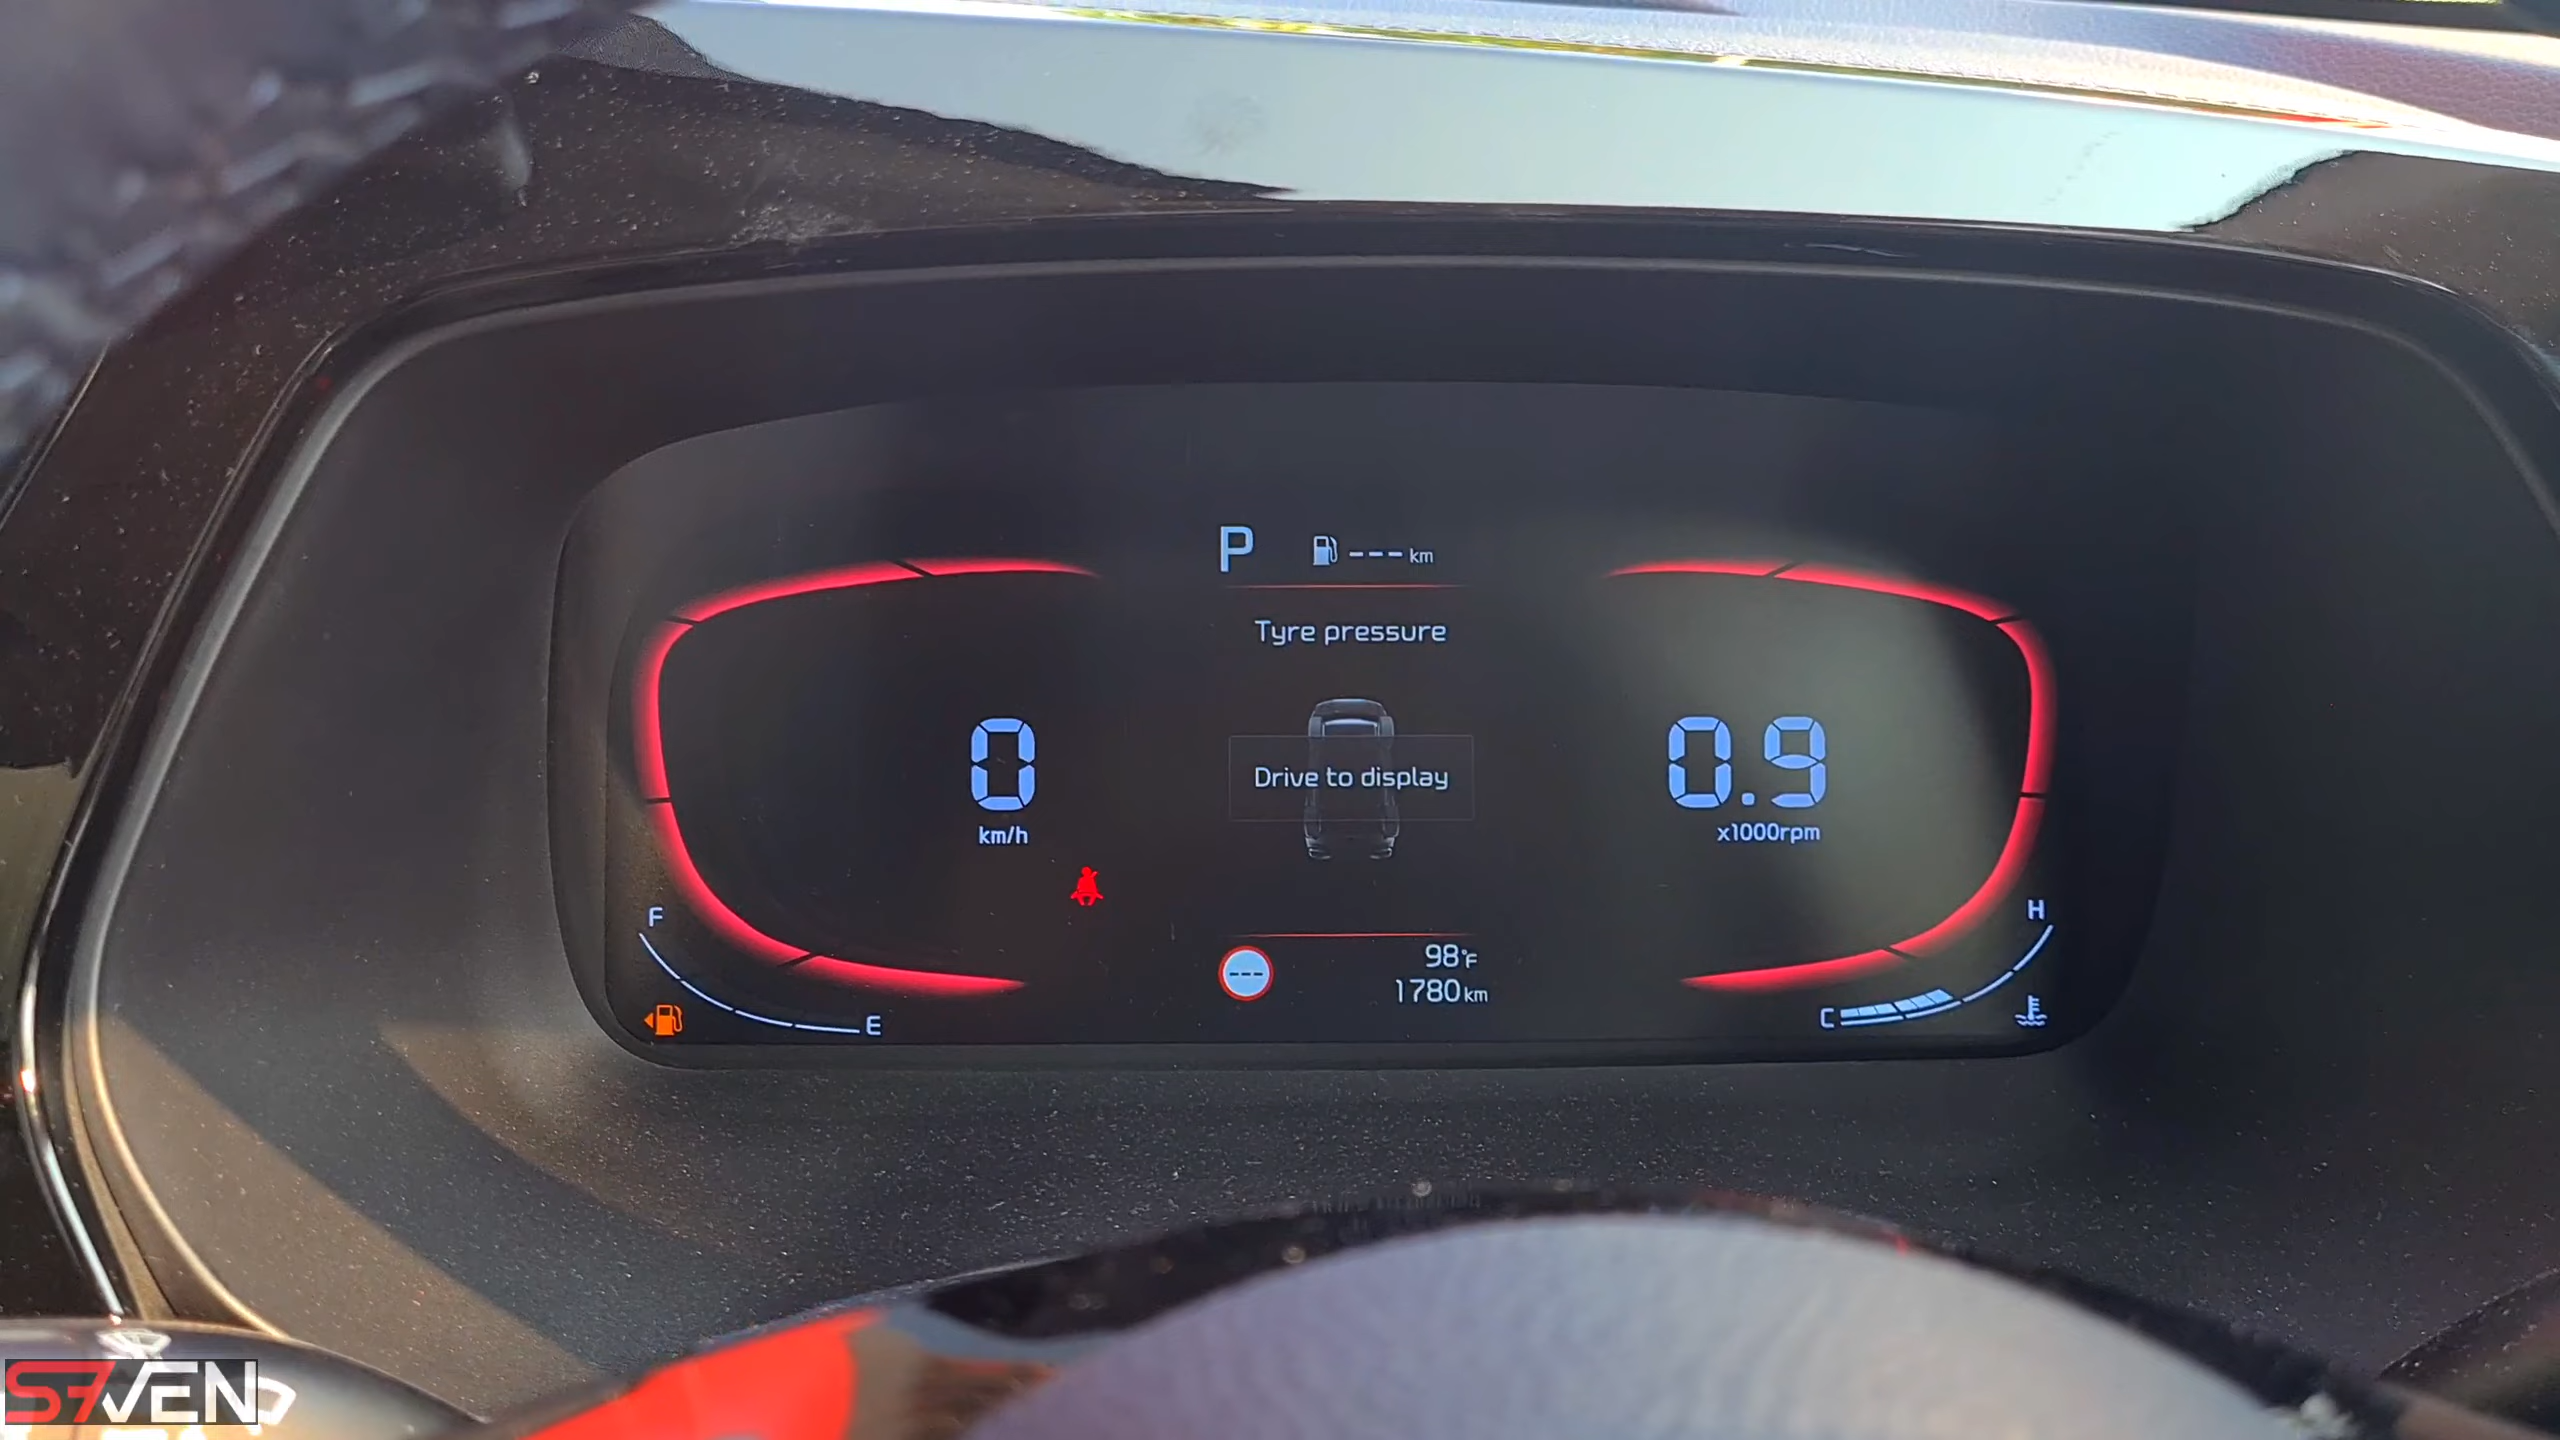 P --- km
Tyre pressure
0
km/h
Drive to display
0.9
x1000rpm
F
E
---
98°F
1780 km
H
C
S7VEN